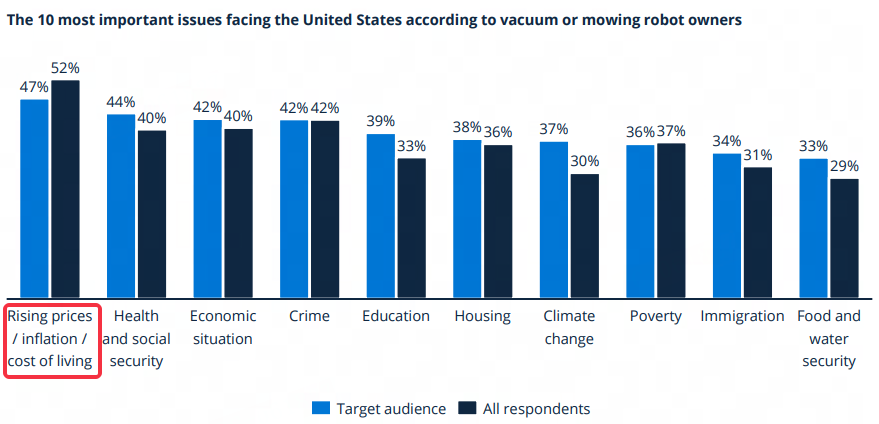 The 10 most important issues facing the United States according to vacuum or mowing robot owners
47% 52%
44% 40%
42% 40%
42% 42%
39% 33%
38% 36%
37% 30%
36% 37%
34% 31%
33% 29%
Rising prices
/ inflation /
cost of living
Health
and social
security
Economic
situation
Crime
Education
Housing
Climate
change
Poverty
Immigration
Food and
water
security
Target audience
All respondents